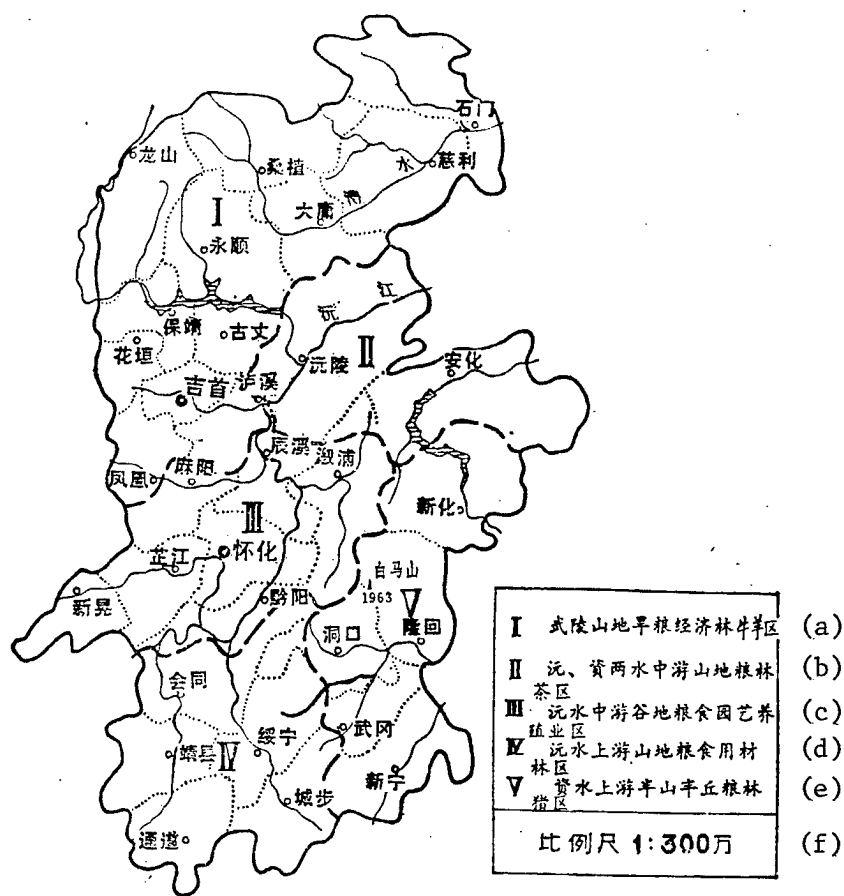 石门
龙山
桑植
水
慈利
大庸
澧
I
永顺
江
沅
保靖
古丈
花垣
沅陵
II
安化
吉首
泸溪
辰溪
溆浦
凤凰
麻阳
新化
III
怀化
芷江
白马山
1963
V
新晃
黔阳
洞口
隆回
会同
武冈
绥宁
靖县
IV
新宁
城步
通道
I 武陵山地旱粮经济林牛羊区 (a)
II 沅、资两水中游山地粮林 (b)
茶区
III 沅水中游谷地粮食园艺养 (c)
殖业区
IV 沅水上游山地粮食用材 (d)
林区
V 资水上游半山半丘粮林 (e)
猪区
比例尺 1:300万 (f)